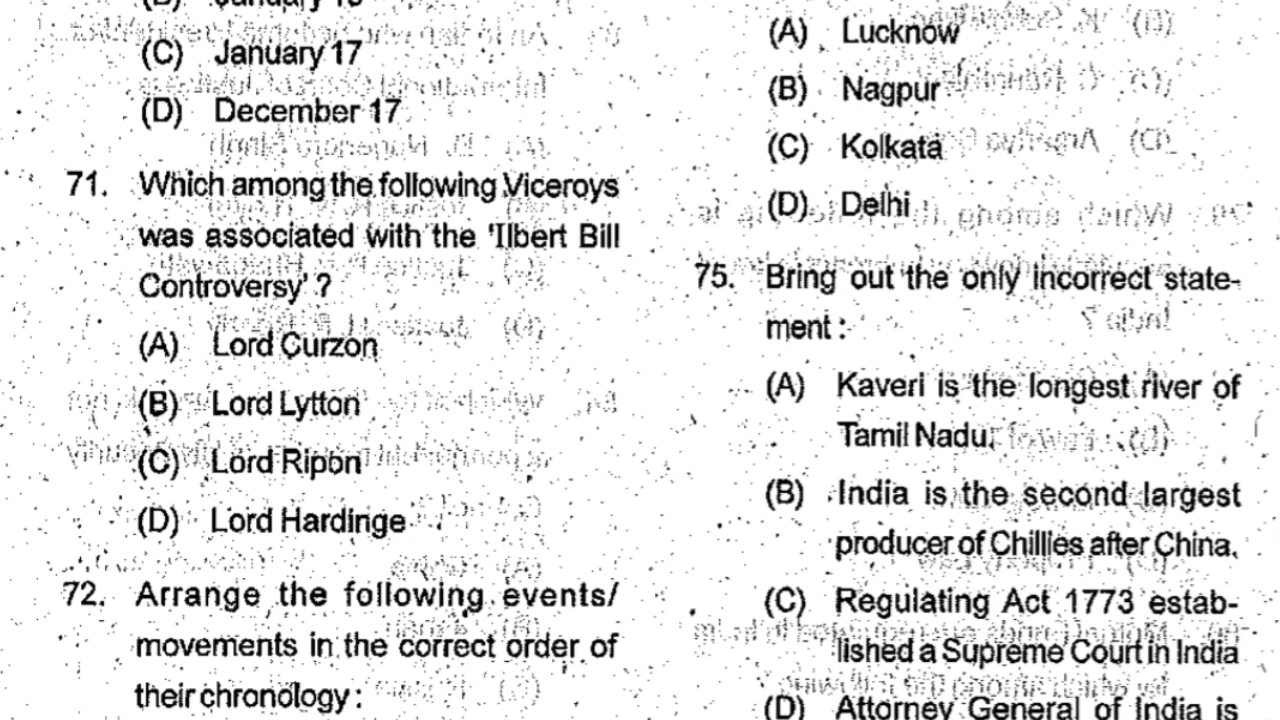 (B) January 16
(C) January 17
(D) December 17
71. Which among the following Viceroys
was associated with the 'Ilbert Bill
Controversy' ?
(A) Lord Curzon
(B) Lord Lytton
(C) Lord Ripon
(D) Lord Hardinge
72. Arrange the following events/
movements in the correct order of
their chronology :
(A) Lucknow
(B) Nagpur
(C) Kolkata
(D) Delhi
75. Bring out the only incorrect state-
ment :
(A) Kaveri is the longest river of
Tamil Nadu.
(B) India is the second largest
producer of Chillies after China.
(C) Regulating Act 1773 estab-
lished a Supreme Court in India
(D) Attorney General of India is